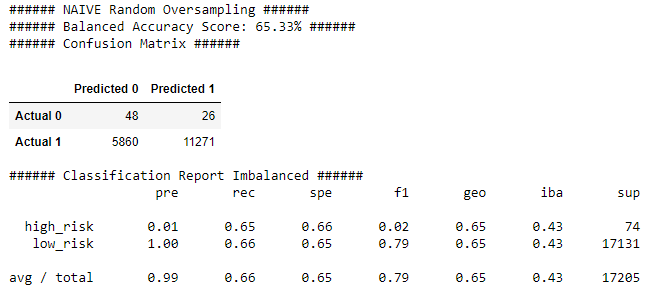 ###### NAIVE Random Oversampling ######
###### Balanced Accuracy Score: 65.33% ######
###### Confusion Matrix ######
Predicted 0 Predicted 1
Actual 0 48 26
Actual 1 5860 11271
###### Classification Report Imbalanced ######
pre rec spe f1 geo iba sup
high_risk 0.01 0.65 0.66 0.02 0.65 0.43 74
low_risk 1.00 0.66 0.65 0.79 0.65 0.43 17131
avg / total 0.99 0.66 0.65 0.79 0.65 0.43 17205